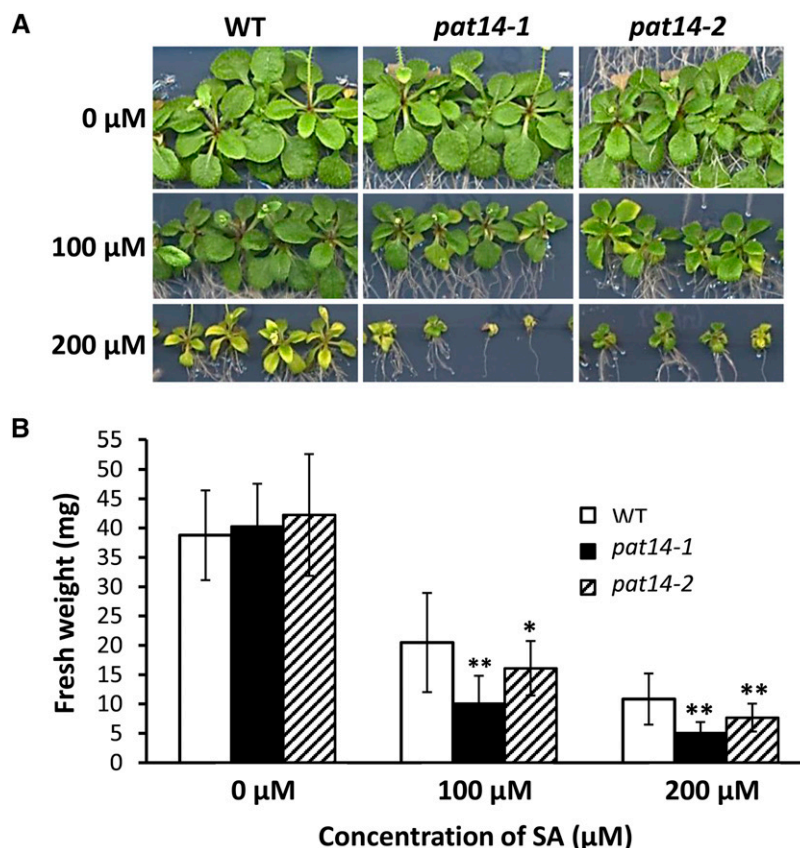 A
WT pat14-1 pat14-2
0 μM
100 μM
200 μM
B
55
50
45
40
35
30
25
20
15
10
5
0
Fresh weight (mg)
WT
pat14-1
pat14-2
** *
** **
0 μM 100 μM 200 μM
Concentration of SA (μM)